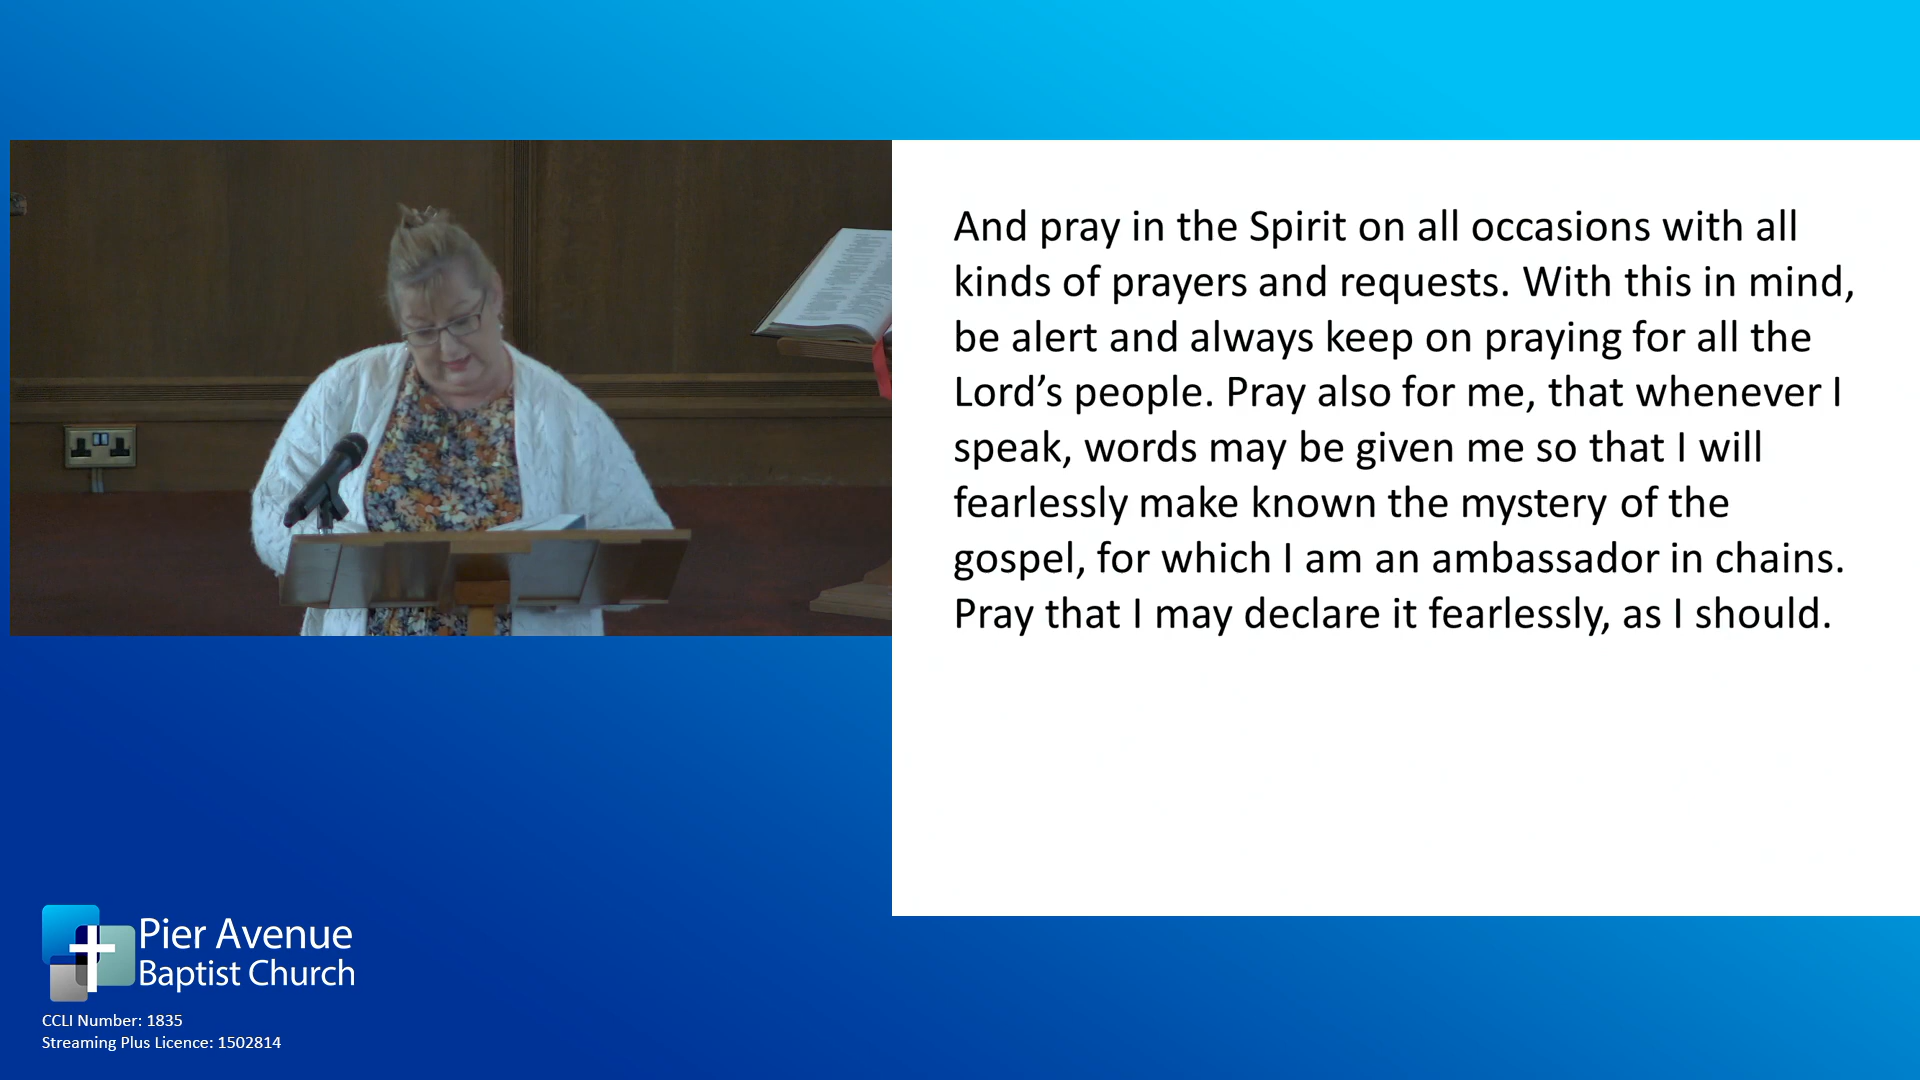 And pray in the Spirit on all occasions with all
kinds of prayers and requests. With this in mind,
be alert and always keep on praying for all the
Lord’s people. Pray also for me, that whenever I
speak, words may be given me so that I will
fearlessly make known the mystery of the
gospel, for which I am an ambassador in chains.
Pray that I may declare it fearlessly, as I should.
Pier Avenue
Baptist Church
CCLI Number: 1835
Streaming Plus Licence: 1502814